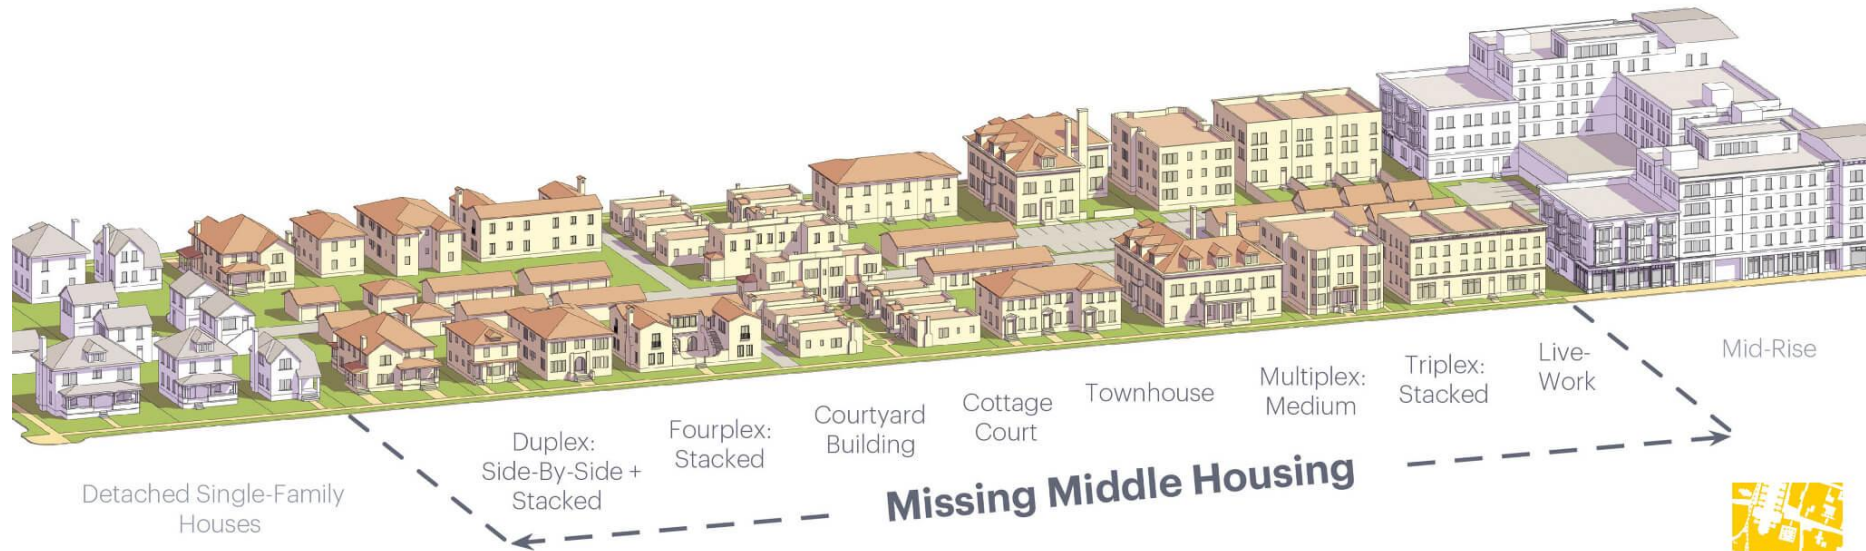 Detached Single-Family
Houses
Duplex:
Side-By-Side +
Stacked
Fourplex:
Stacked
Courtyard
Building
Cottage
Court
Townhouse
Multiplex:
Medium
Triplex:
Stacked
Live-
Work
Mid-Rise
Missing Middle Housing